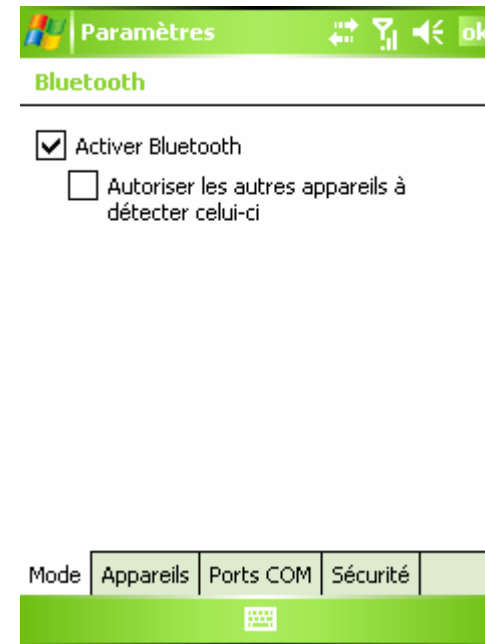 Paramètres ok
Bluetooth
Activer Bluetooth
Autoriser les autres appareils à
détecter celui-ci
Mode Appareils Ports COM Sécurité